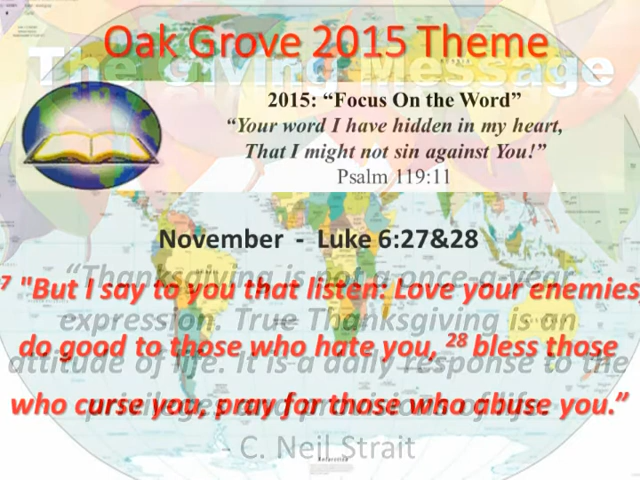 Oak Grove 2015 Theme
The Giving Message
2015: “Focus On the Word”
“Your word I have hidden in my heart,
That I might not sin against You!”
Psalm 119:11
November - Luke 6:27&28
“Thanksgiving is not a once-a-year
⁷ "But I say to you that listen: Love your enemies
expression. True Thanksgiving is an
do good to those who hate you, ²⁸ bless those
attitude of life. It is a daily response to the
who curse you, pray for those who abuse you.”
of life.
- C. Neil Strait